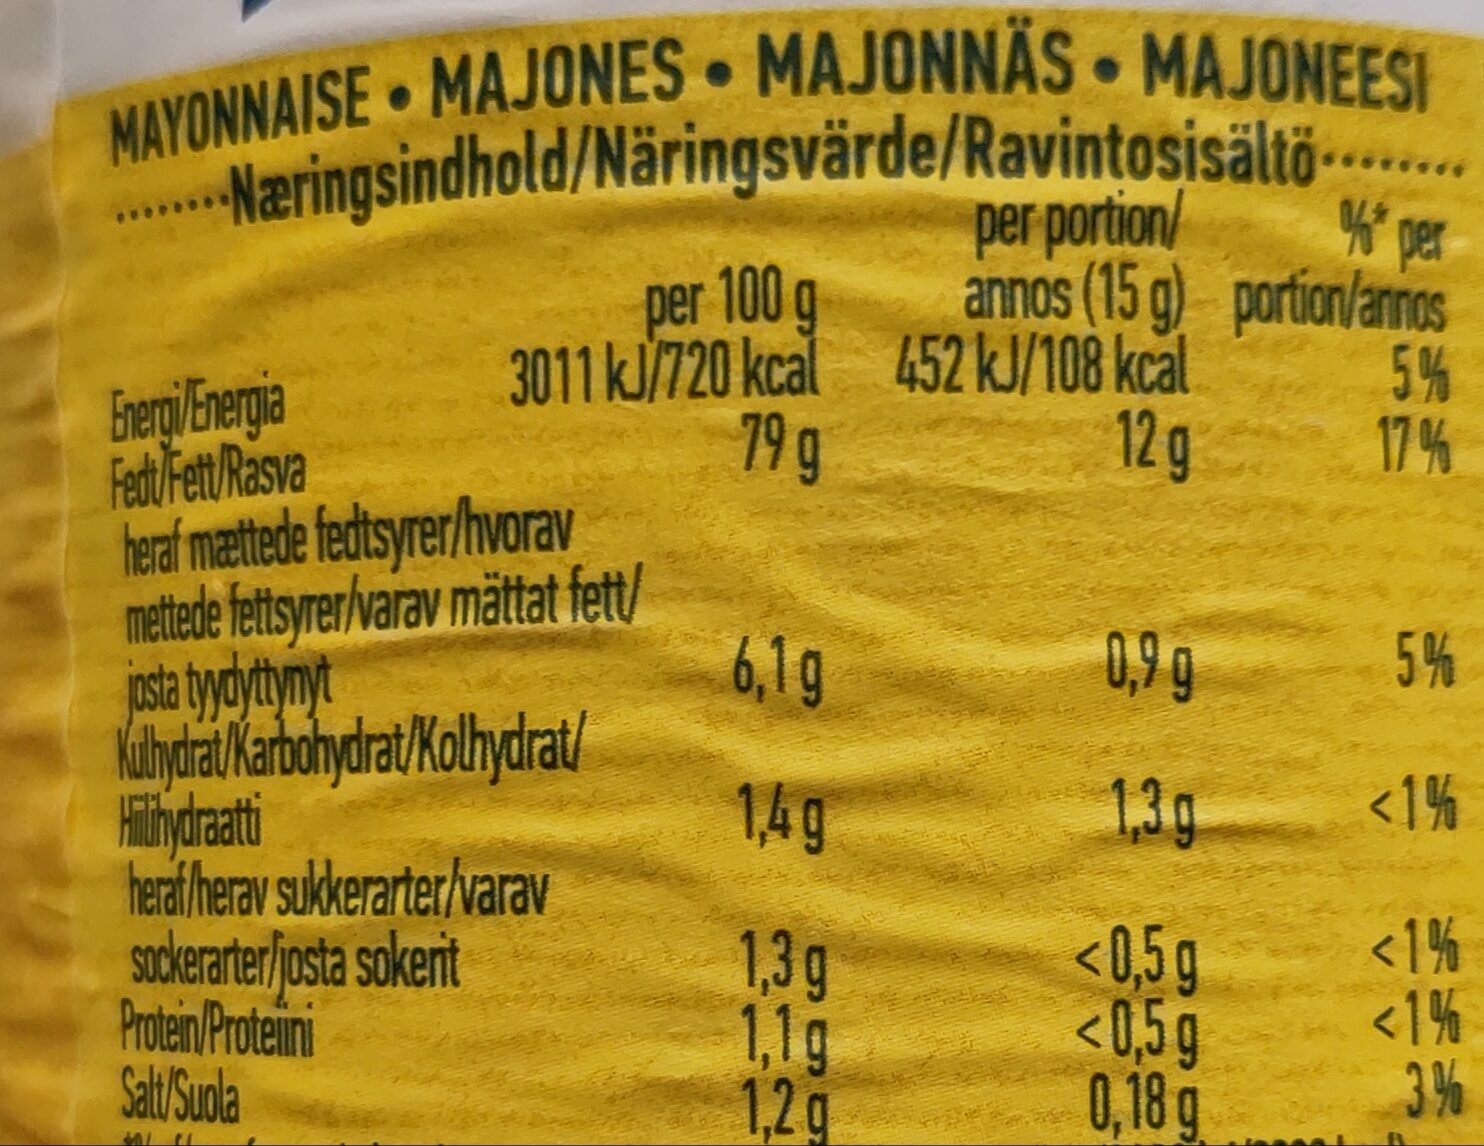 MAYONNAISE • MAJONES • MAJONNÄS • MAJONEESI
Næringsindhold/Näringsvärde/Ravintosisältö
per 100 g per portion/annos (15 g) %* per portion/annos
Energi/Energia 3011 kJ/720 kcal 452 kJ/108 kcal 5%
Fedt/Fett/Rasva 79 g 12 g 17%
heraf mættede fedtsyrer/hvorav
mettede fettsyrer/varav mättat fett/
josta tyydyttynyt 6,1 g 0,9 g 5%
Kulhydrat/Karbohydrat/Kolhydrat/
Hiilihydraatti 1,4 g 1,3 g <1%
heraf/herav sukkerarter/varav
sockerarter/josta sokerit 1,3 g <0,5 g <1%
Protein/Proteiini 1,1 g <0,5 g <1%
Salt/Suola 1,2 g 0,18 g 3%